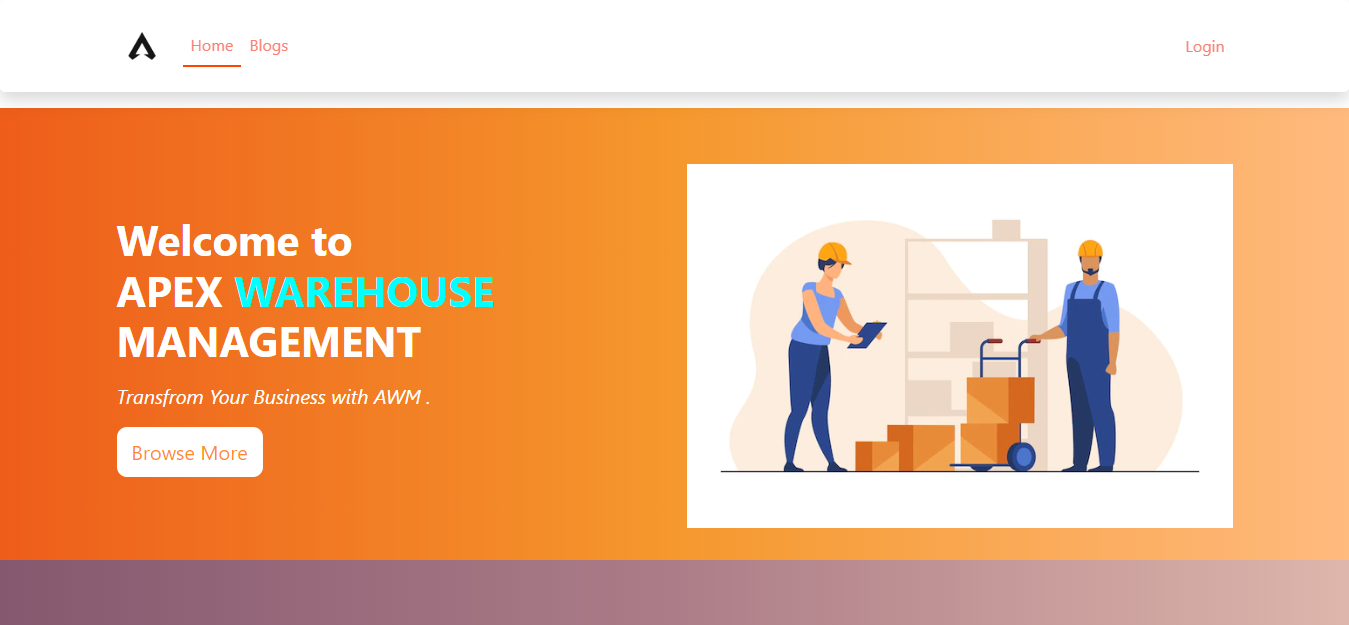 Home Blogs Login
Welcome to
APEX WAREHOUSE
MANAGEMENT
Transfrom Your Business with AWM .
Browse More